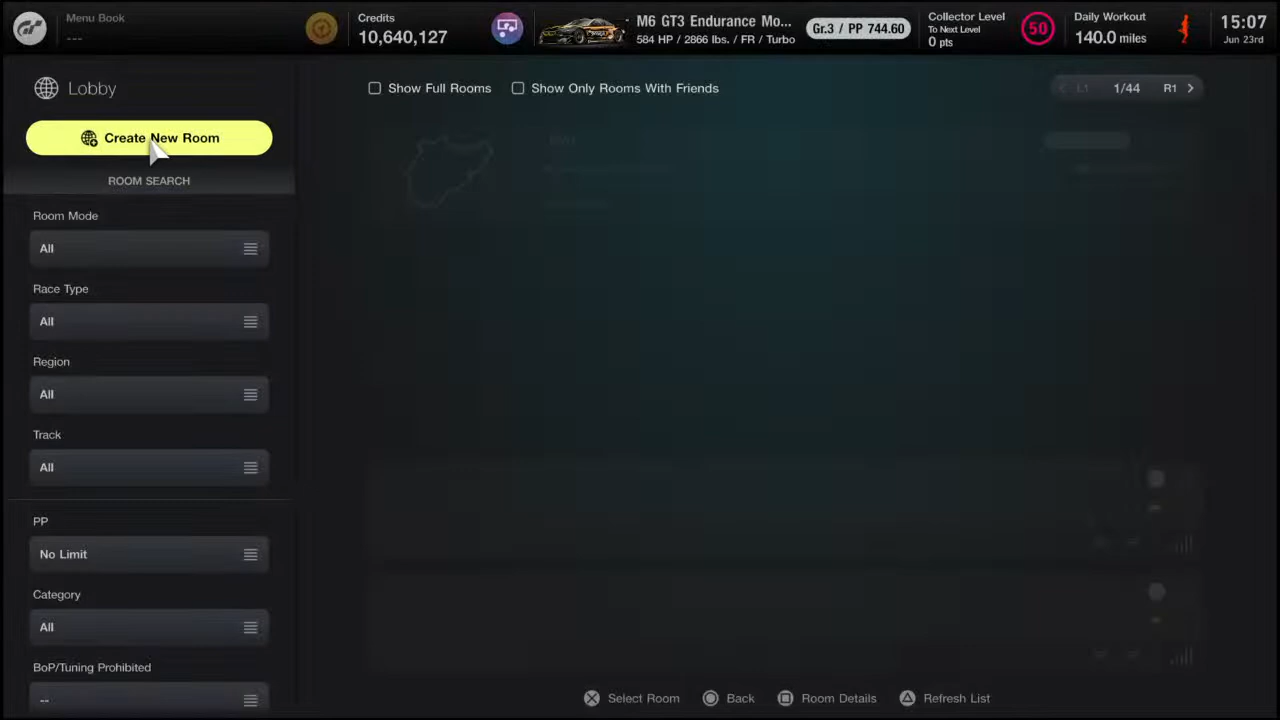 Menu Book
---
Credits
10,640,127
M6 GT3 Endurance Mo...
584 HP / 2866 lbs. / FR / Turbo
Gr.3 / PP 744.60
Collector Level
To Next Level
0 pts
50
Daily Workout
140.0 miles
15:07
Jun 23rd
Lobby
Show Full Rooms
Show Only Rooms With Friends
L1
1/44
R1
Create New Room
ROOM SEARCH
Room Mode
All
Race Type
All
Region
All
Track
All
PP
No Limit
Category
All
BoP/Tuning Prohibited
--
Select Room
Back
Room Details
Refresh List